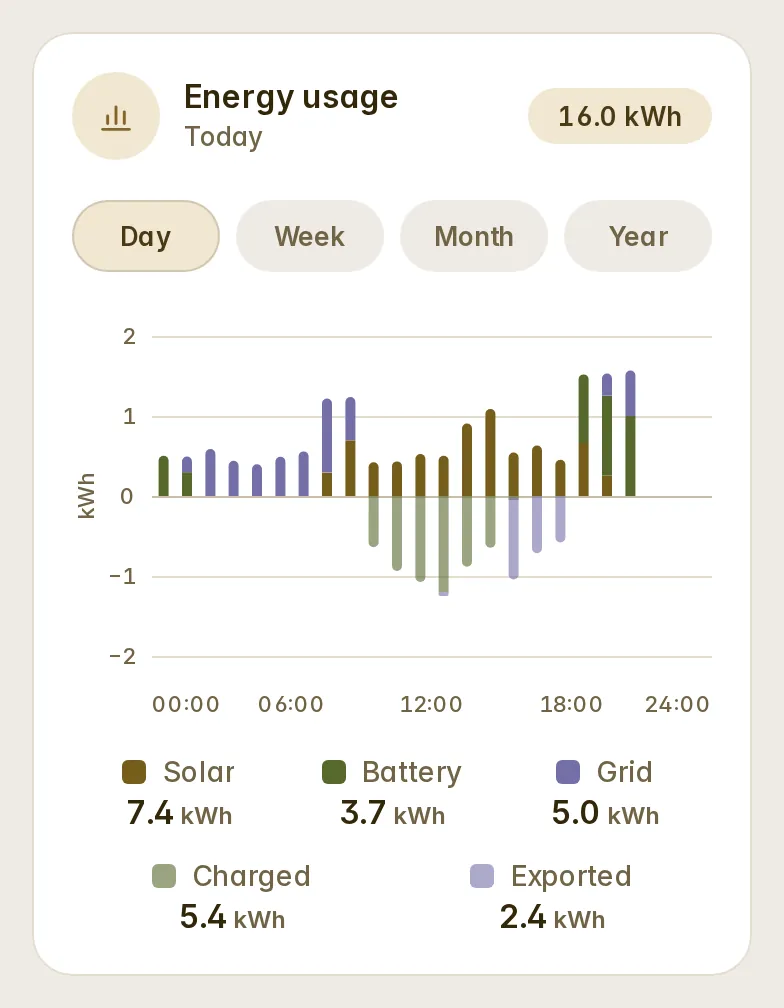 Energy usage
Today
16.0 kWh
Day Week Month Year
2
1
0
−1
−2
kWh
00:00 06:00 12:00 18:00 24:00
Solar Battery Grid
7.4 kWh 3.7 kWh 5.0 kWh
Charged Exported
5.4 kWh 2.4 kWh